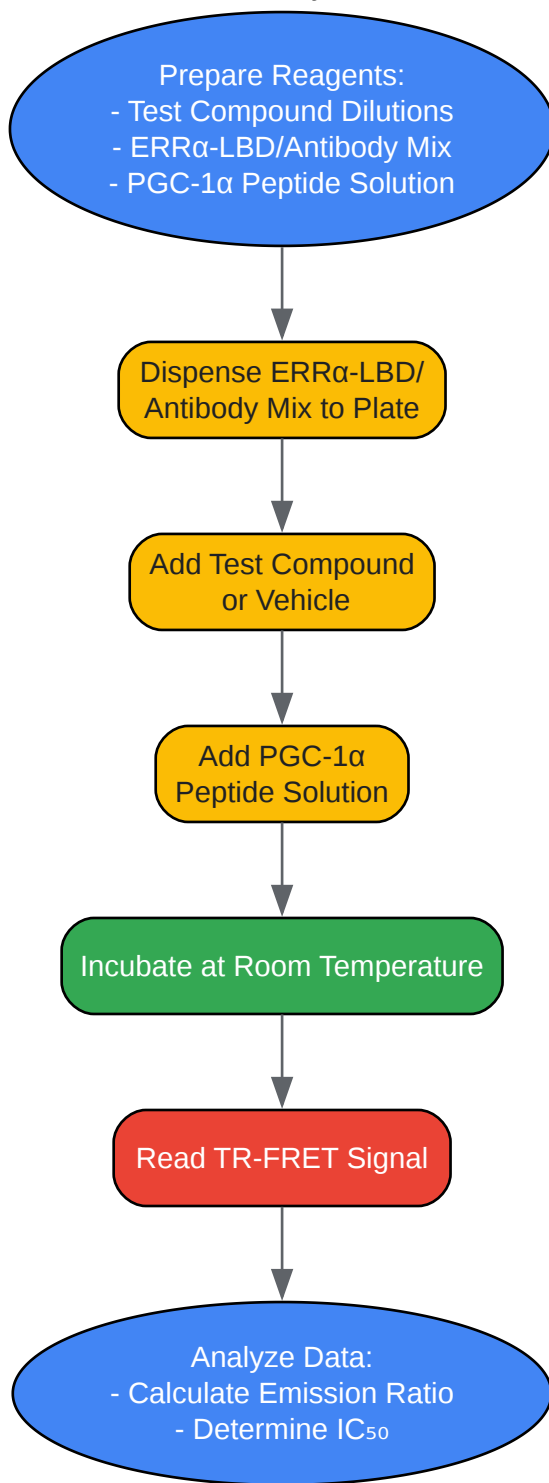 Prepare Reagents:
- Test Compound Dilutions
- ERRα-LBD/Antibody Mix
- PGC-1α Peptide Solution
Dispense ERRα-LBD/
Antibody Mix to Plate
Add Test Compound
or Vehicle
Add PGC-1α
Peptide Solution
Incubate at Room Temperature
Read TR-FRET Signal
Analyze Data:
- Calculate Emission Ratio
- Determine IC₅₀